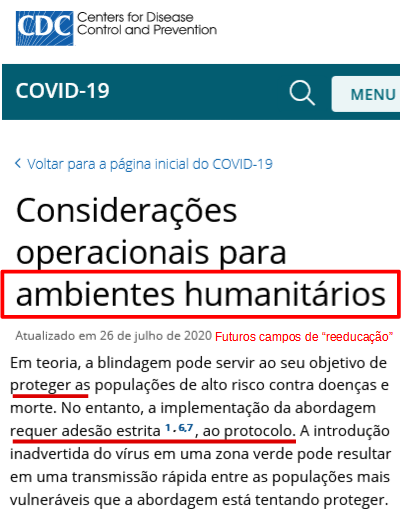 CDC Centers for Disease
Control and Prevention
COVID-19
MENU
< Voltar para a página inicial do COVID-19
Considerações
operacionais para
ambientes humanitários
Atualizado em 26 de julho de 2020 Futuros campos de “reeducação”
Em teoria, a blindagem pode servir ao seu objetivo de
proteger as populações de alto risco contra doenças e
morte. No entanto, a implementação da abordagem
requer adesão estrita 1 , 6,7 , ao protocolo. A introdução
inadvertida do vírus em uma zona verde pode resultar
em uma transmissão rápida entre as populações mais
vulneráveis que a abordagem está tentando proteger.